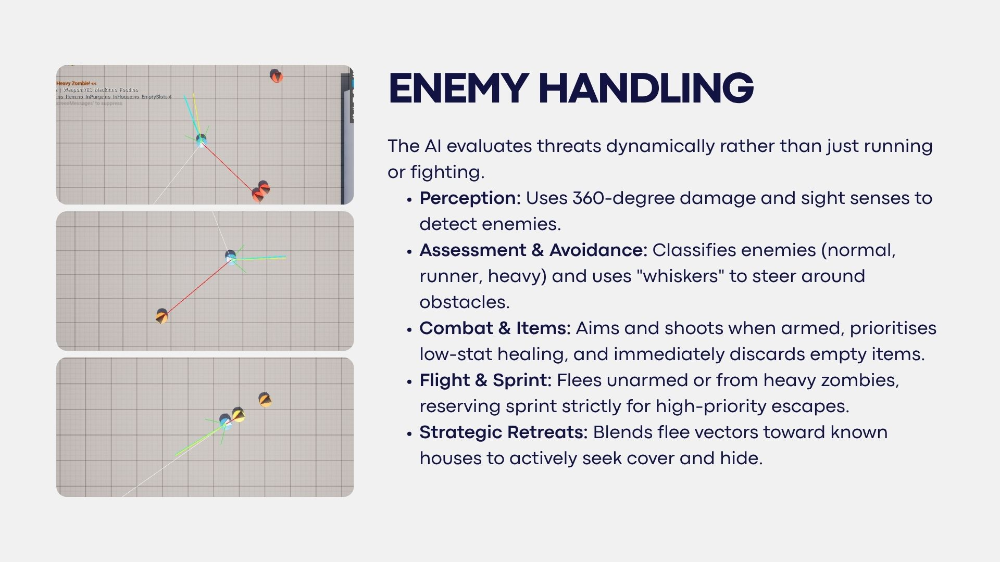 Heavy Zombie! <<
| Weapon:YES Medkit:no Food:no
:no Item:no InPurge:no InHouse:no EmptySlots:4
creenMessages' to suppress
ENEMY HANDLING
The AI evaluates threats dynamically rather than just running
or fighting.
• Perception: Uses 360-degree damage and sight senses to
detect enemies.
• Assessment & Avoidance: Classifies enemies (normal,
runner, heavy) and uses "whiskers" to steer around
obstacles.
• Combat & Items: Aims and shoots when armed, prioritises
low-stat healing, and immediately discards empty items.
• Flight & Sprint: Flees unarmed or from heavy zombies,
reserving sprint strictly for high-priority escapes.
• Strategic Retreats: Blends flee vectors toward known
houses to actively seek cover and hide.